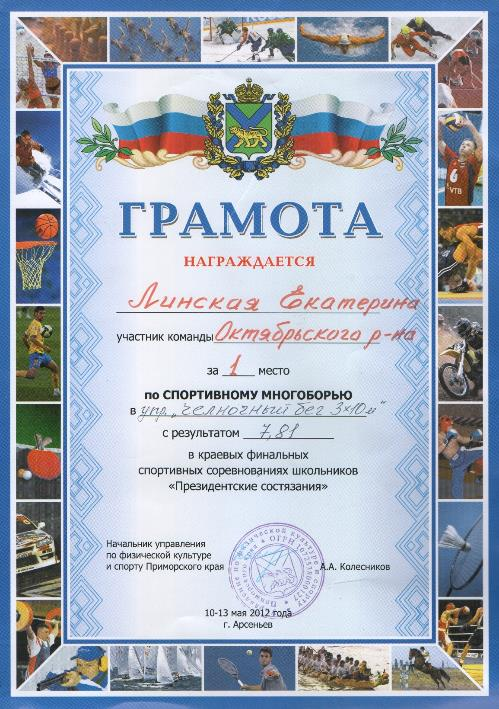 ГРАМОТА
НАГРАЖДАЕТСЯ
Линская Екатерина
участник команды Октябрьского р-на
за 1 место
по СПОРТИВНОМУ МНОГОБОРЬЮ
в упр. „челночный бег 3х10м"
с результатом 7,81
в краевых финальных
спортивных соревнованиях школьников
«Президентские состязания»
Начальник управления
по физической культуре
и спорту Приморского края
А.А. Колесников
10-13 мая 2012 года
г. Арсеньев
6
VTB